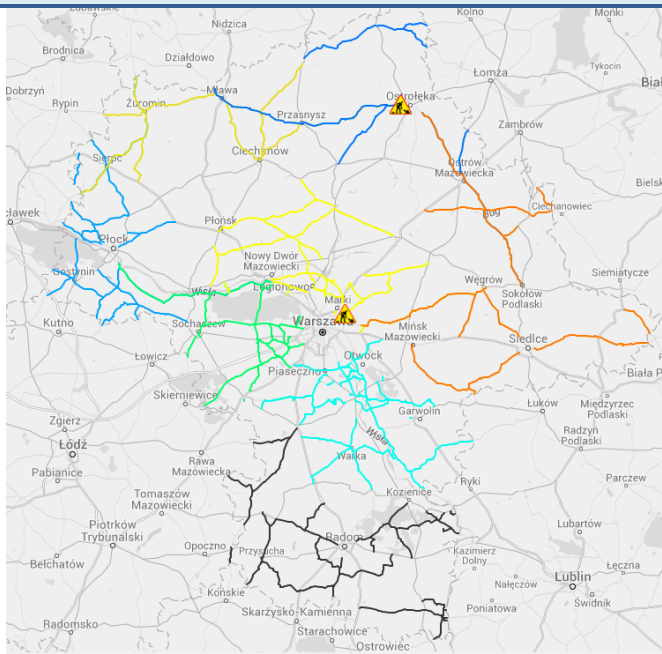 Lubawskie
Nidzica
Kolno
Mońki
Brodnica
Działdowo
Tykocin
Dobrzyń
Rypin
Żuromin
Mława
Ostrołęka
Łomża
Przasnysz
Zambrów
Sierpc
Ciechanów
Ostrów
Mazowiecka
Ciechanowiec
Bug
Płońsk
Płock
Nowy Dwór
Mazowiecki
Legionowo
Wisła
Gostynin
Węgrów
Siemiatycze
Sokołów
Podlaski
Marki
Kutno
Sochaczew
Warszawa
Mińsk
Mazowiecki
Siedlce
Łowicz
Otwock
Piaseczno
Biała P
Skierniewice
Garwolin
Łuków
Międzyrzec
Podlaski
Zgierz
Łódź
Wisła
Radzyń
Podlaski
Rawa
Mazowiecka
Warka
Pabianice
Ryki
Parczew
Tomaszów
Mazowiecki
Kozienice
Piotrków
Trybunalski
Lubartów
Opoczno
Przysucha
Radom
Bełchatów
Kazimierz
Dolny
Łęczna
Lublin
Nałęczów
Końskie
Świdnik
Poniatowa
Skarżysko-Kamienna
Radomsko
Starachowice
Ostrowiec